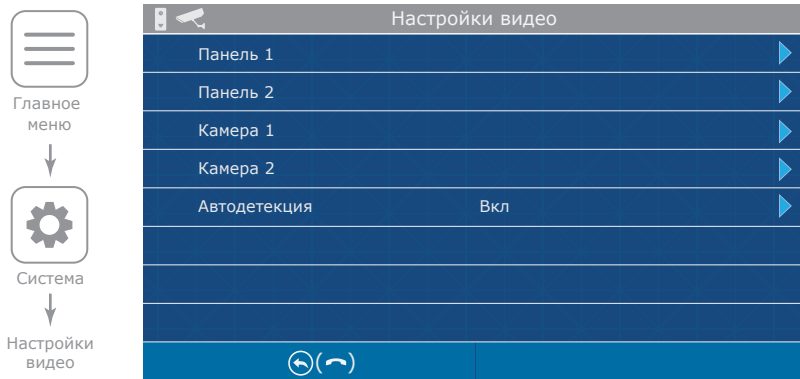 Главное
меню
Система
Настройки
видео
Настройки видео
Панель 1
Панель 2
Камера 1
Камера 2
Автодетекция Вкл